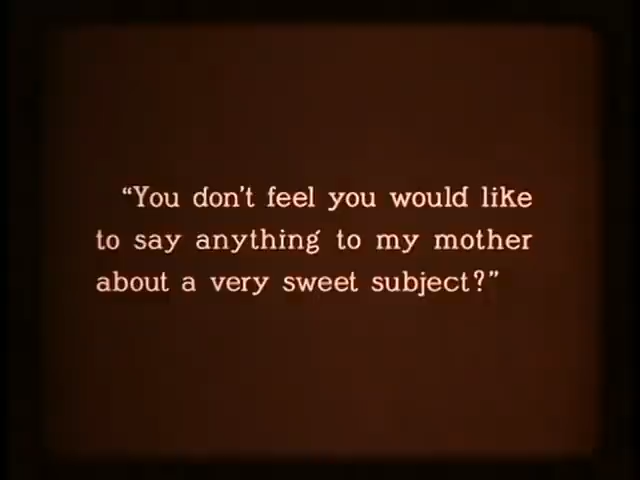 “You don't feel you would like
to say anything to my mother
about a very sweet subject?”